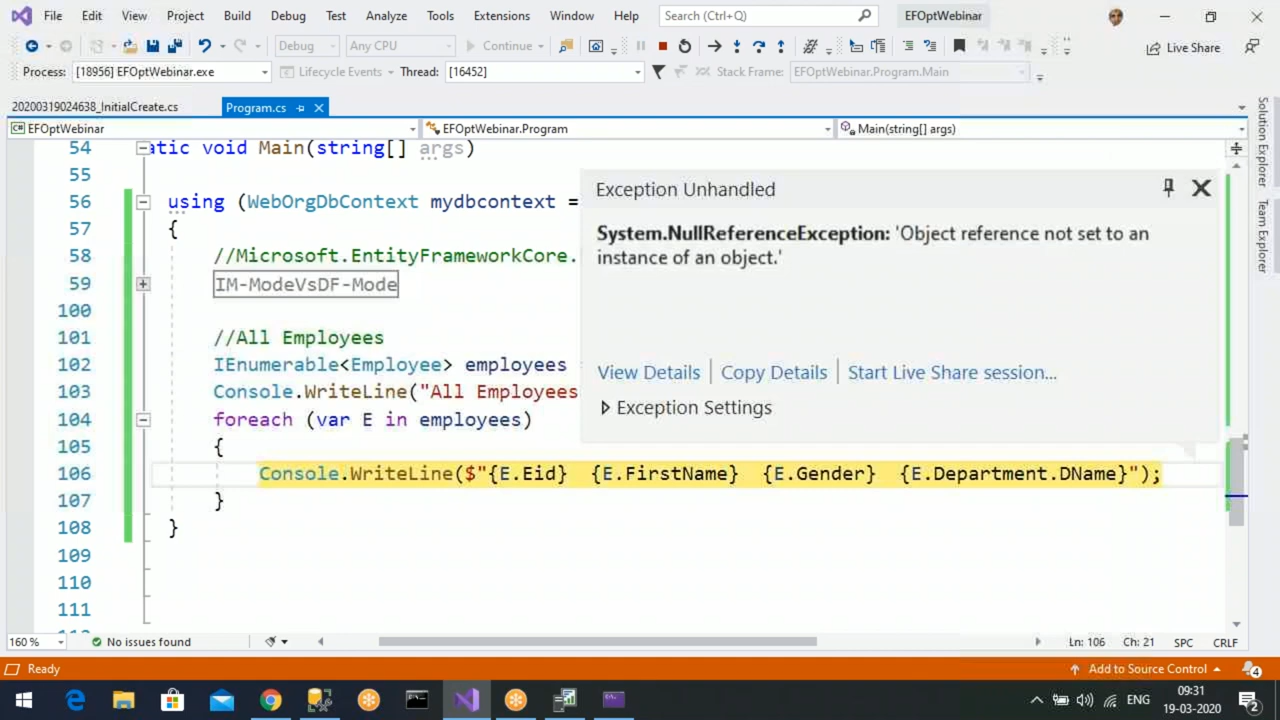 File Edit View Project Build Debug Test Analyze Tools Extensions Window Help Search (Ctrl+Q) EFOptWebinar
Debug Any CPU Continue Live Share
Process: [18956] EFOptWebinar.exe Lifecycle Events Thread: [16452] Stack Frame: EFOptWebinar.Program.Main
20200319024638_InitialCreate.cs Program.cs
EFOptWebinar EFOptWebinar.Program Main(string[] args)
54 atic void Main(string[] args)
55
56 using (WebOrgDbContext mydbcontext =
57 {
58 //Microsoft.EntityFrameworkCore.
59 IM-ModeVsDF-Mode
100
101 //All Employees
102 IEnumerable<Employee> employees
103 Console.WriteLine("All Employees
104 foreach (var E in employees)
105 {
106 Console.WriteLine($"{E.Eid}  {E.FirstName}  {E.Gender}  {E.Department.DName}");
107 }
108 }
109
110
111
Exception Unhandled
System.NullReferenceException: 'Object reference not set to an
instance of an object.'
View Details Copy Details Start Live Share session...
Exception Settings
Solution Explorer
Team Explorer
160 % No issues found Ln: 106 Ch: 21 SPC CRLF
Ready Add to Source Control 4
ENG 09:31
19-03-2020 2